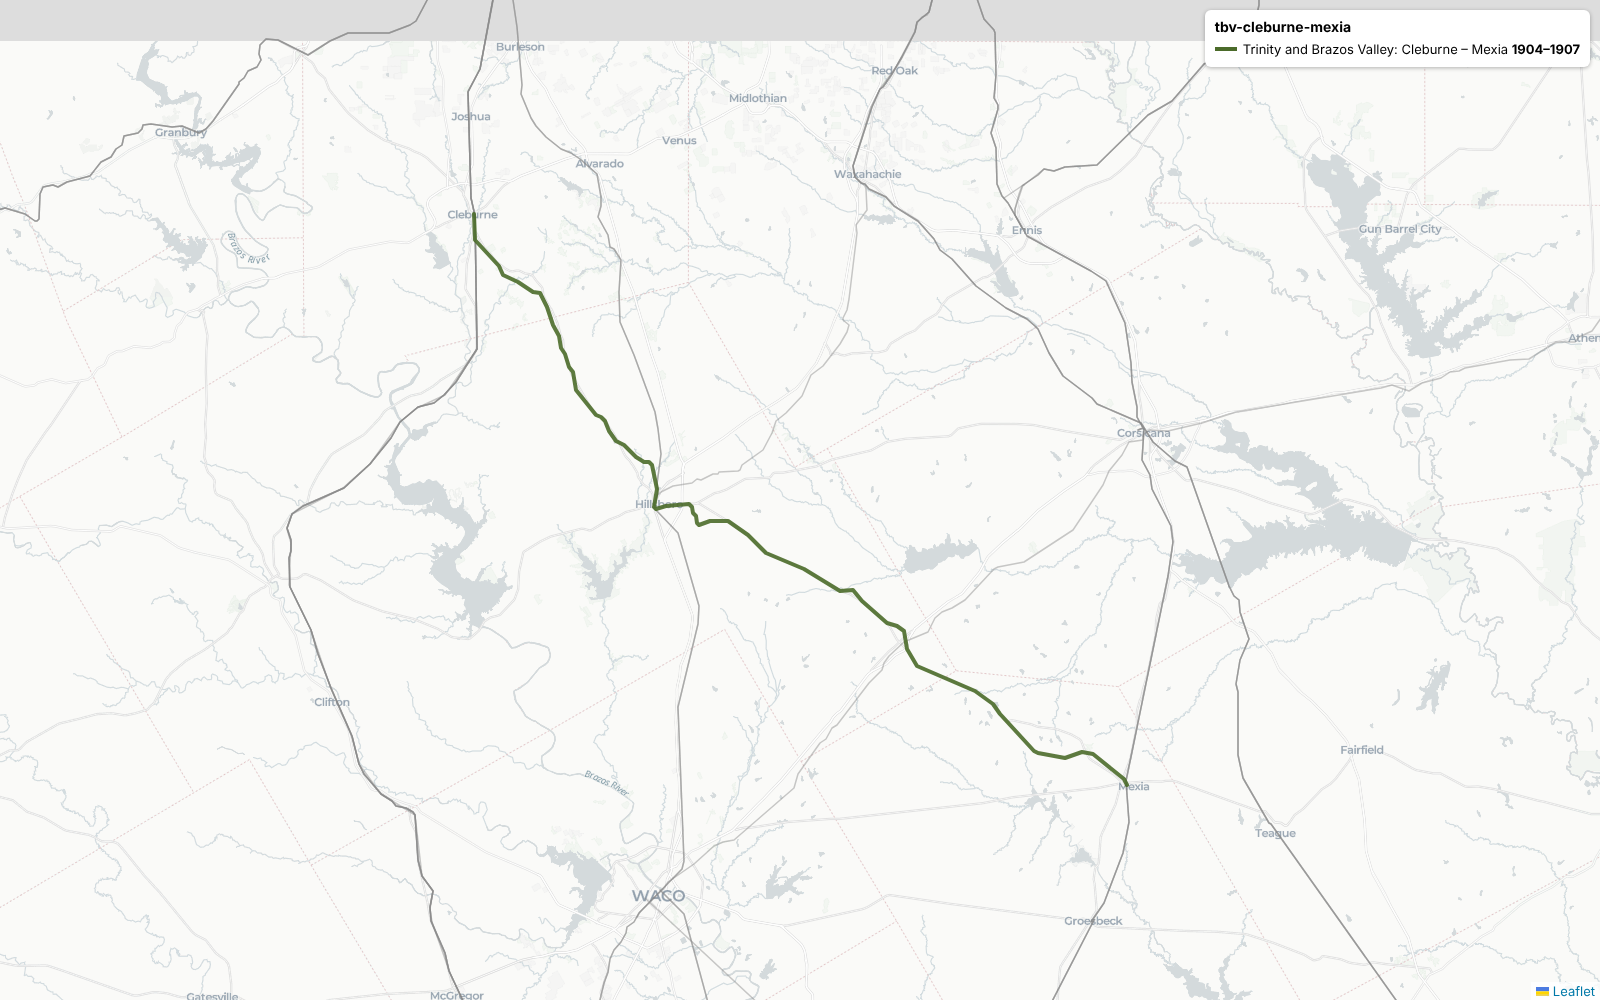 tbv-cleburne-mexia
Trinity and Brazos Valley: Cleburne – Mexia 1904–1907
Burleson
Red Oak
Midlothian
Joshua
Granbury
Venus
Alvarado
Waxahachie
Cleburne
Ennis
Gun Barrel City
Brazos River
Athen
Corsicana
Hillsboro
Clifton
Fairfield
Brazos River
Mexia
Teague
WACO
Groesbeck
Gatesville
McGregor
Leaflet